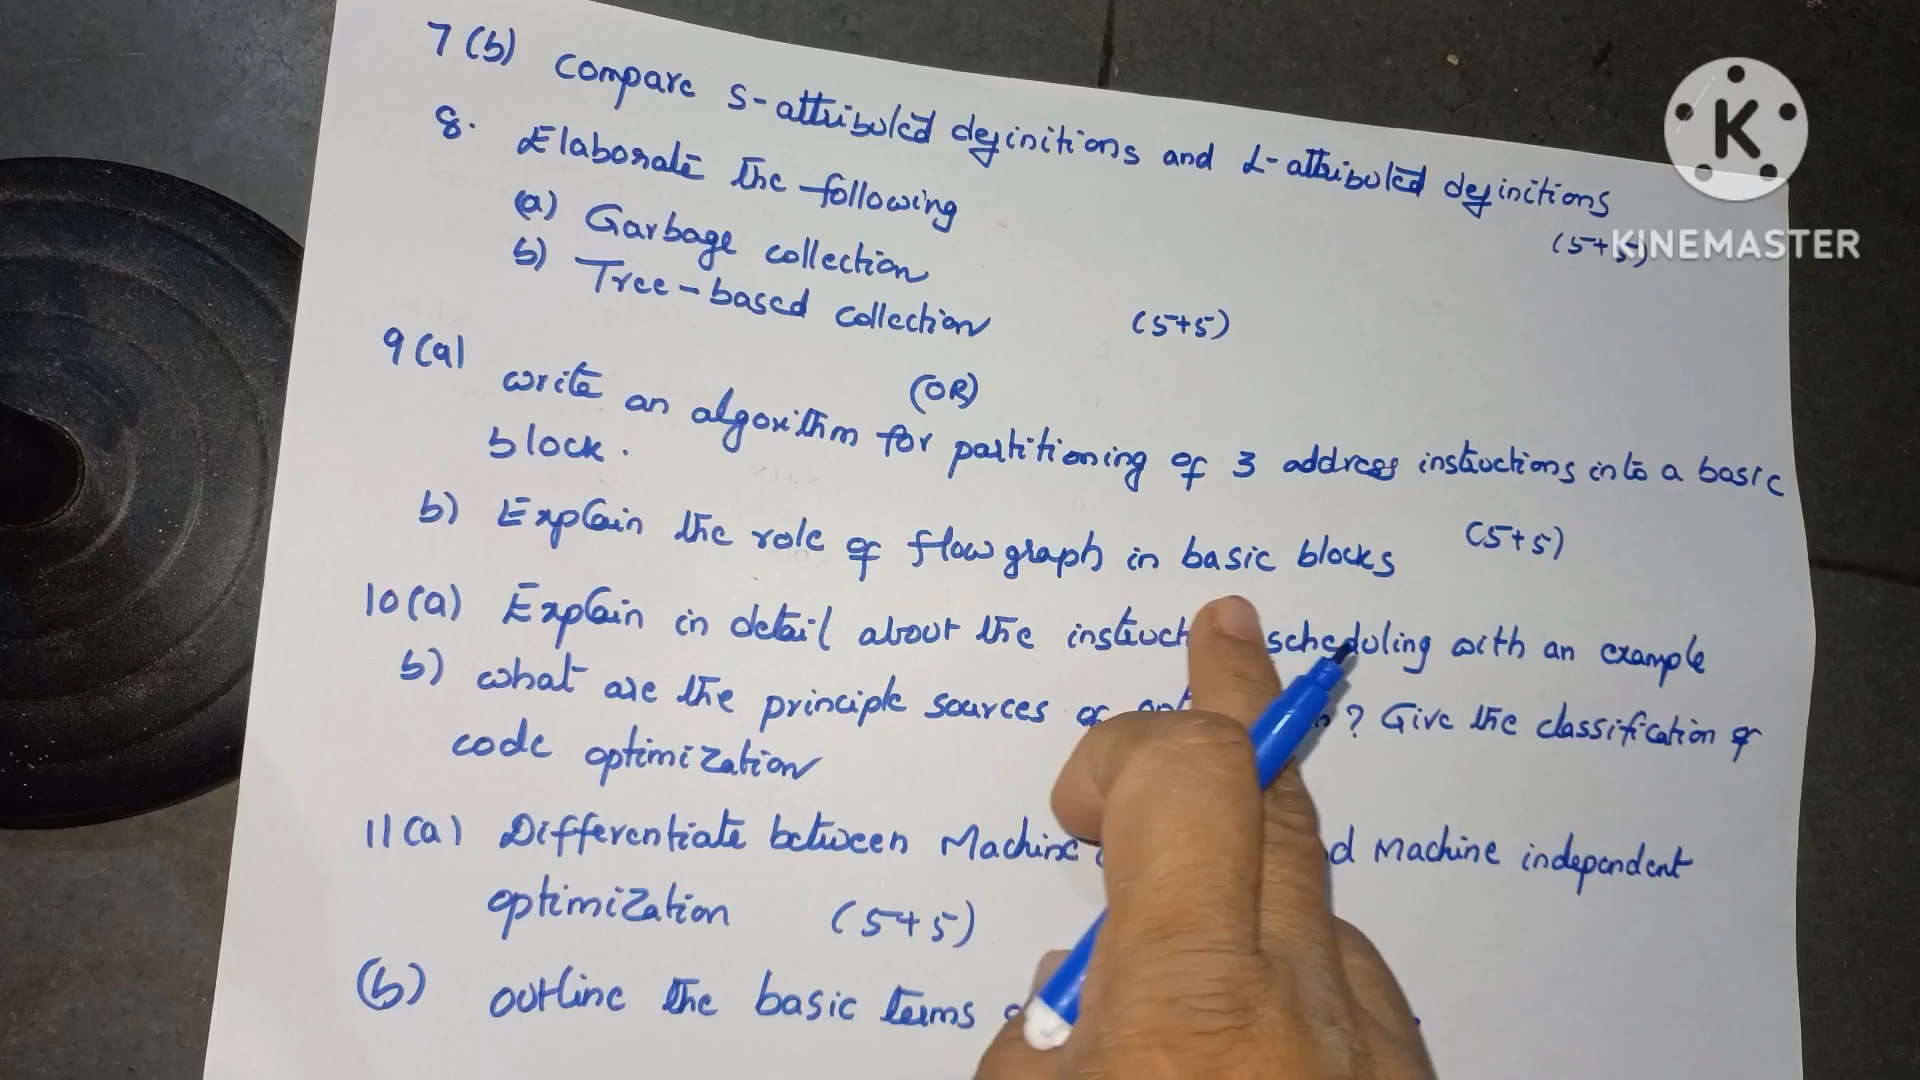 7(b) Compare S-attributed definitions and L-attributed definitions
(5+5)
8. Elaborate the following
(a) Garbage collection
b) Tree-based collection (5+5)
(OR)
9(a) write an algorithm for partitioning of 3 address instructions into a basic
block.
b) Explain the role of flow graph in basic blocks (5+5)
10(a) Explain in detail about the scheduling with an example
b) what are the principle sources of ? Give the classification of
code optimization
11(a) Differentiate between Machine Machine independent
optimization (5+5)
(b) outline the basic terms
K
KINEMASTER